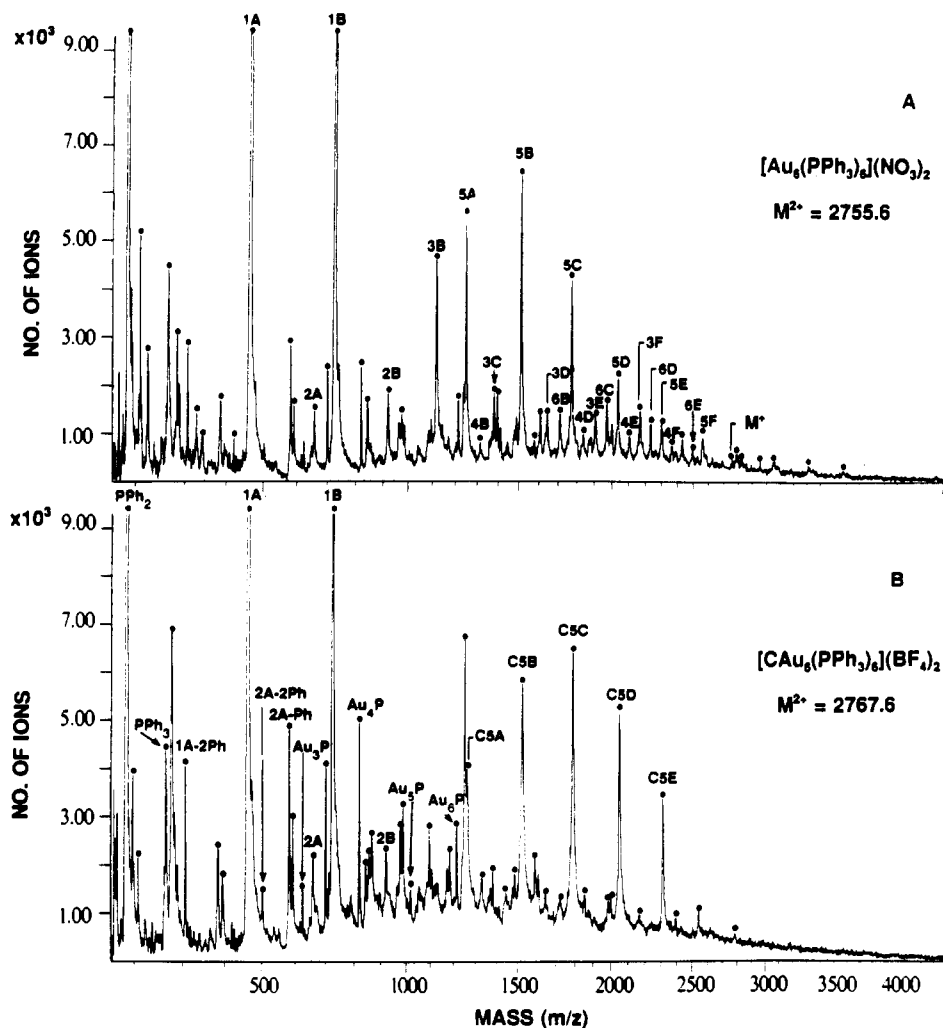 x10³ 9.00
7.00
5.00
3.00
1.00
NO. OF IONS
1A
1B
2A
2B
3B
5A
4B
3C
5B
3D
6B
5C
4D
3E
6C
5D
4E
3F
6D
5E
4F
6E
5F
M⁺
A
[Au₆(PPh₃)₆](NO₃)₂
M²⁺ = 2755.6
x10³ 9.00
7.00
5.00
3.00
1.00
NO. OF IONS
PPh₂
PPh₃
1A-2Ph
1A
2A-2Ph
2A-Ph
Au₃P
2A
1B
Au₄P
2B
Au₅P
Au₆P
C5A
C5B
C5C
C5D
C5E
B
[CAu₆(PPh₃)₆](BF₄)₂
M²⁺ = 2767.6
500 1000 1500 2000 2500 3000 3500 4000
MASS (m/z)